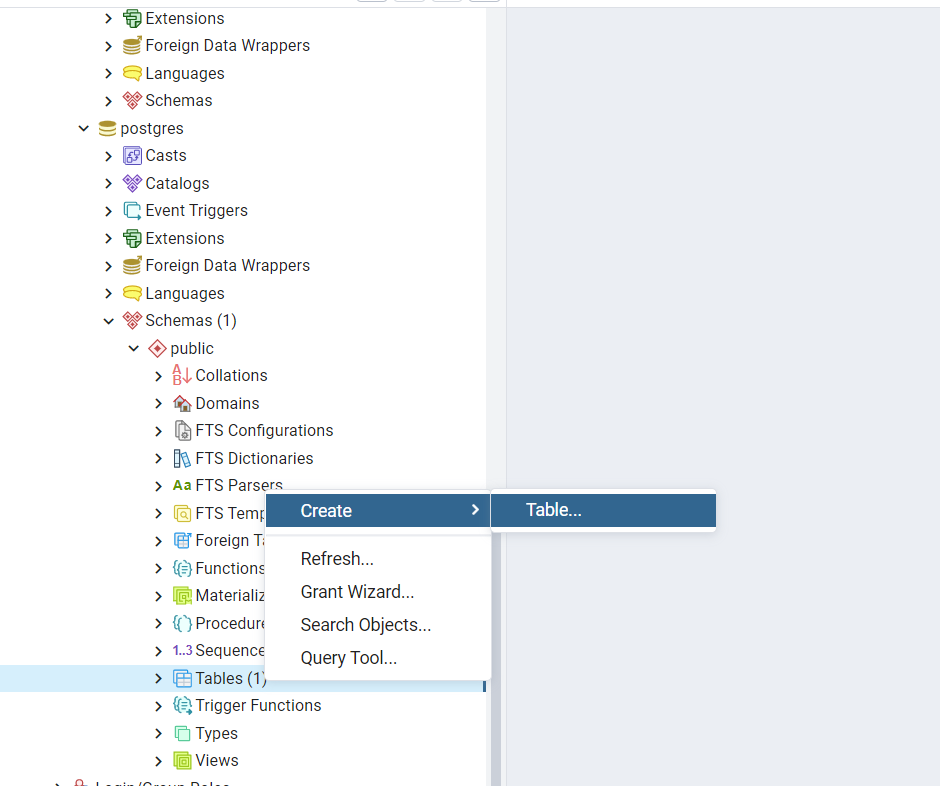 Extensions
Foreign Data Wrappers
Languages
Schemas
postgres
Casts
Catalogs
Event Triggers
Extensions
Foreign Data Wrappers
Languages
Schemas (1)
public
A
B
Collations
Domains
FTS Configurations
FTS Dictionaries
Aa FTS Parsers
FTS Temp
Create
Table...
Foreign Ta
Refresh...
Functions
Grant Wizard...
Materializ
Search Objects...
Procedure
1..3 Sequence
Query Tool...
Tables (1)
Trigger Functions
Types
Views
Login/Group Roles